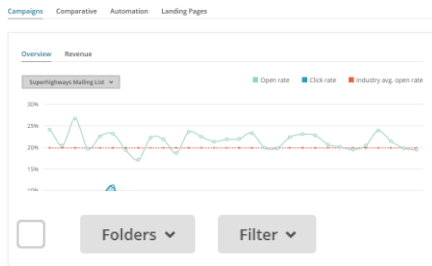 Campaigns Comparative Automation Landing Pages
Overview Revenue
Superhighways Mailing List
Open rate Click rate Industry avg. open rate
30%
25%
20%
15%
10%
Folders Filter